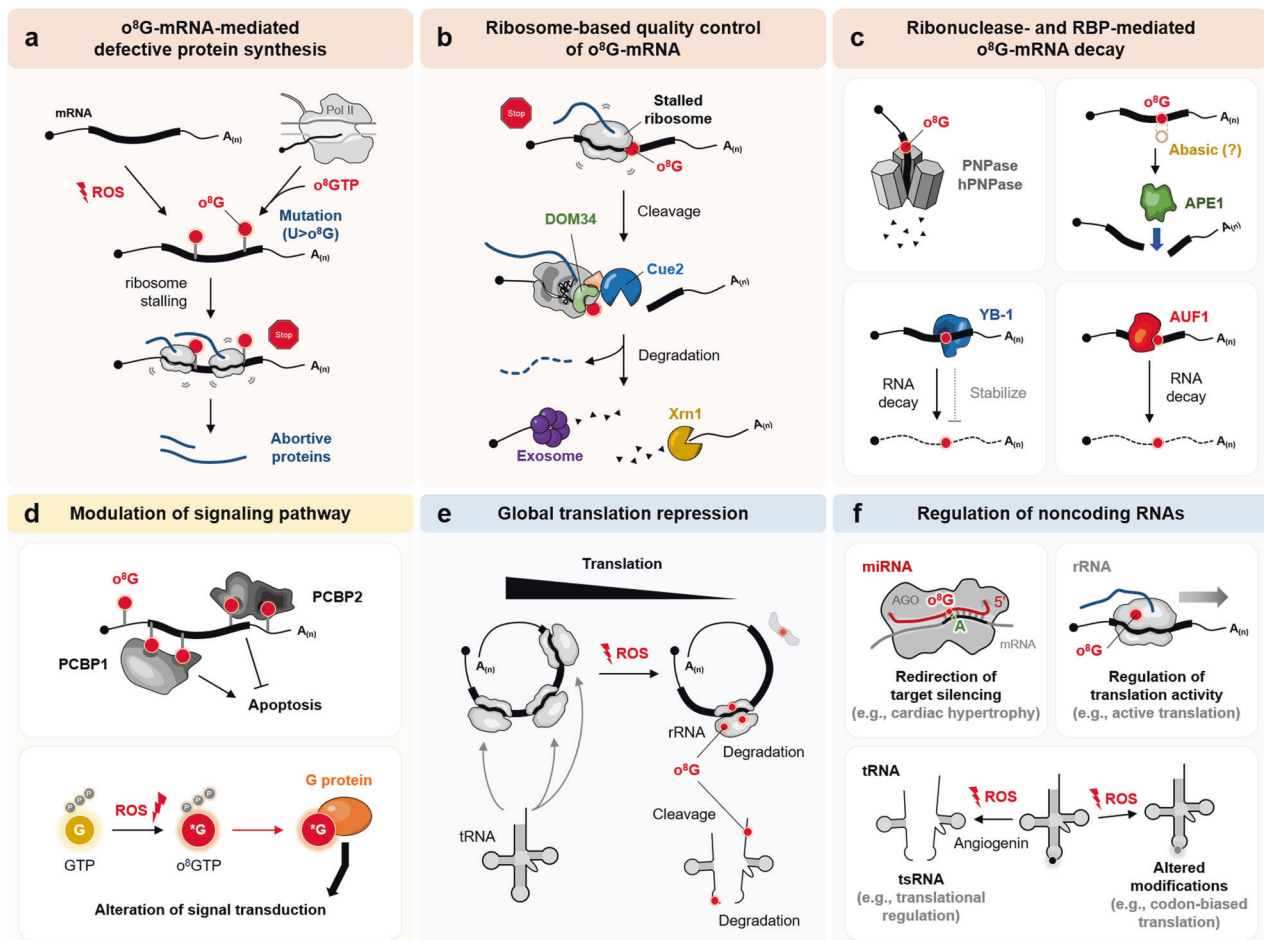 a
o⁸G-mRNA-mediated
defective protein synthesis
mRNA
Pol II
A(n)
ROS
o⁸GTP
o⁸G
Mutation
(U>o⁸G)
A(n)
ribosome
stalling
Stop
A(n)
Abortive
proteins
b
Ribosome-based quality control
of o⁸G-mRNA
Stop
Stalled
ribosome
A(n)
o⁸G
Cleavage
DOM34
Cue2
A(n)
Degradation
Xrn1
A(n)
Exosome
c
Ribonuclease- and RBP-mediated
o⁸G-mRNA decay
o⁸G
PNPase
hPNPase
o⁸G
A(n)
Abasic (?)
APE1
A(n)
YB-1
A(n)
RNA
decay
Stabilize
A(n)
AUF1
A(n)
RNA
decay
A(n)
d
Modulation of signaling pathway
o⁸G
PCBP2
A(n)
PCBP1
Apoptosis
G protein
P P P
ROS
P P P
G
*G
*G
GTP
o⁸GTP
Alteration of signal transduction
e
Global translation repression
Translation
A(n)
ROS
A(n)
rRNA
Degradation
o⁸G
Cleavage
tRNA
Degradation
f
Regulation of noncoding RNAs
miRNA
AGO
o⁸G
5'
A
mRNA
Redirection of
target silencing
(e.g., cardiac hypertrophy)
rRNA
A(n)
o⁸G
Regulation of
translation activity
(e.g., active translation)
tRNA
ROS
ROS
Angiogenin
tsRNA
(e.g., translational
regulation)
Altered
modifications
(e.g., codon-biased
translation)